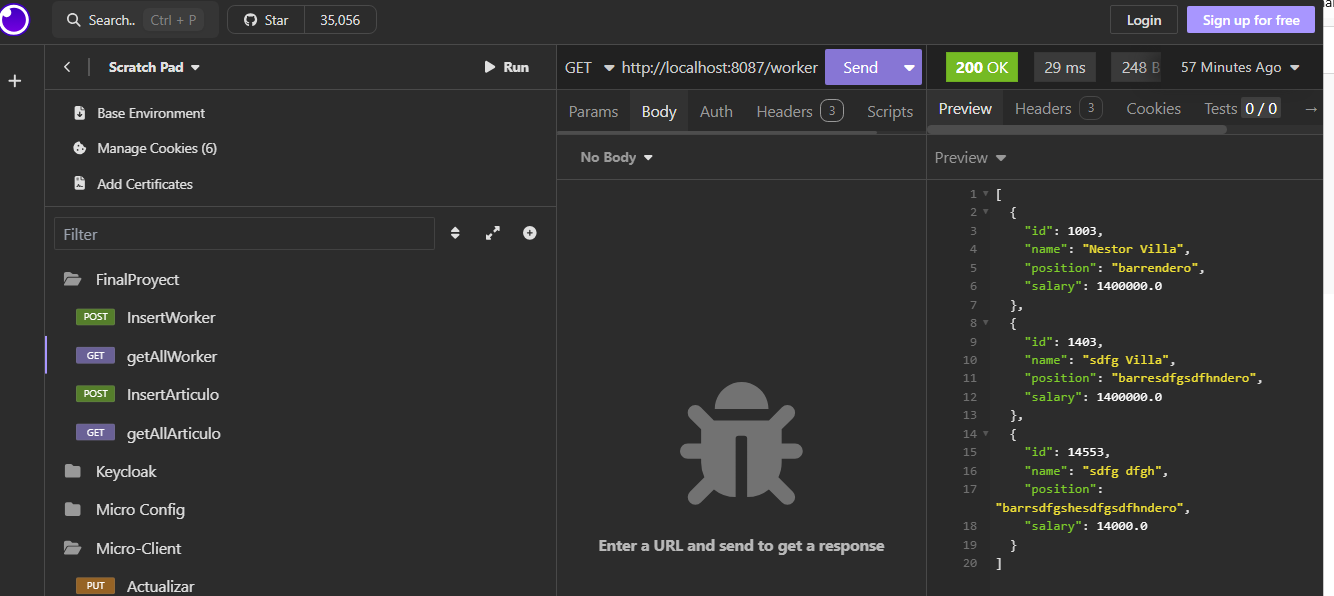 Search.. Ctrl + P Star 35,056 Login Sign up for free
Scratch Pad Run
Base Environment
Manage Cookies (6)
Add Certificates
Filter
FinalProyect
POST InsertWorker
GET getAllWorker
POST InsertArticulo
GET getAllArticulo
Keycloak
Micro Config
Micro-Client
PUT Actualizar
GET http://localhost:8087/worker Send
Params Body Auth Headers 3 Scripts
No Body
Enter a URL and send to get a response
200 OK 29 ms 248 B 57 Minutes Ago
Preview Headers 3 Cookies Tests 0 / 0 →
Preview
1 [
2 {
3 "id": 1003,
4 "name": "Nestor Villa",
5 "position": "barrendero",
6 "salary": 1400000.0
7 },
8 {
9 "id": 1403,
10 "name": "sdfg Villa",
11 "position": "barresdfgsdfhndero",
12 "salary": 1400000.0
13 },
14 {
15 "id": 14553,
16 "name": "sdfg dfgh",
17 "position":
"barrsdfgshesdfgsdfhndero",
18 "salary": 14000.0
19 }
20 ]